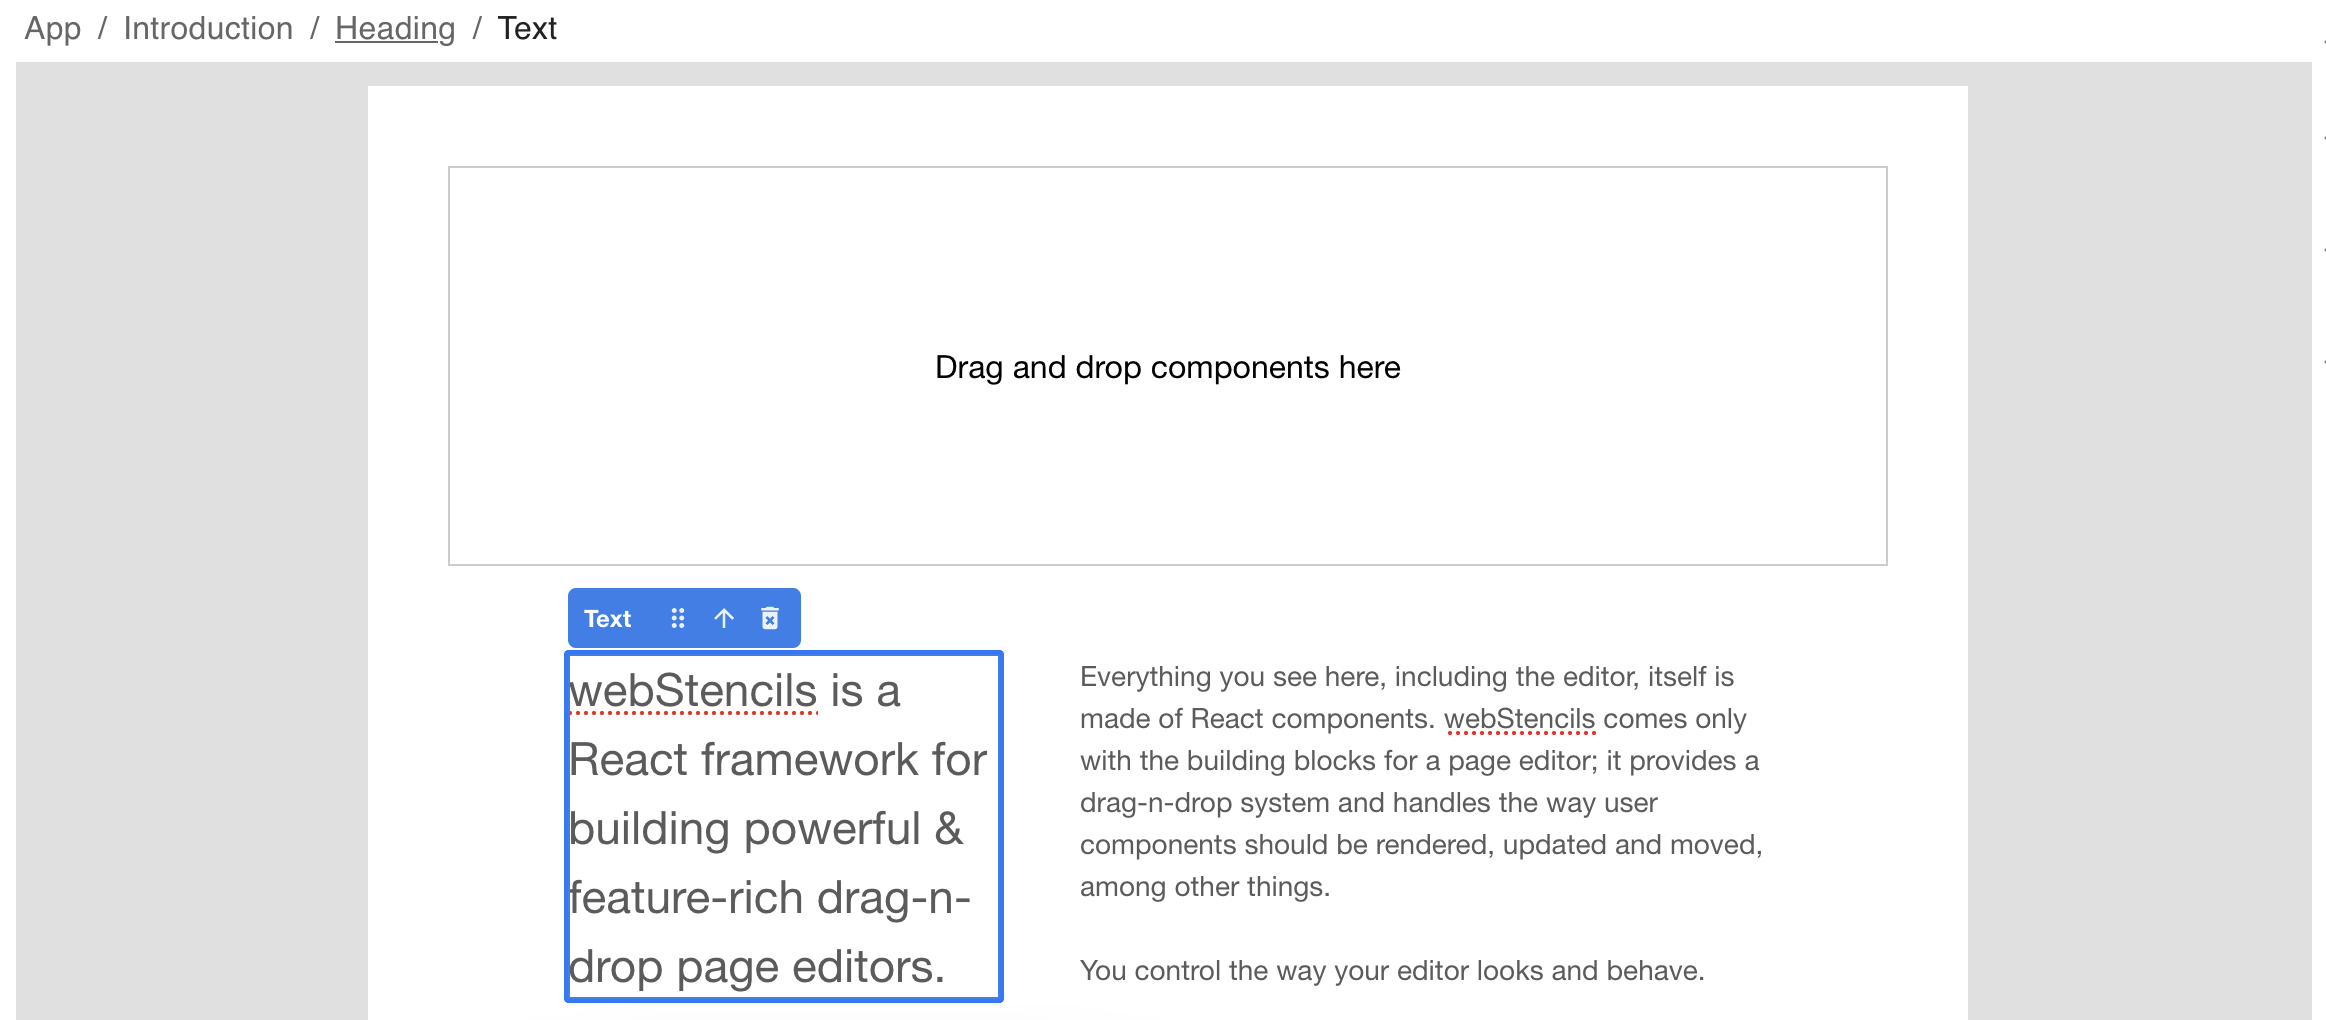 App / Introduction / Heading / Text
Drag and drop components here
Text
webStencils is a
React framework for
building powerful &
feature-rich drag-n-
drop page editors.
Everything you see here, including the editor, itself is
made of React components. webStencils comes only
with the building blocks for a page editor; it provides a
drag-n-drop system and handles the way user
components should be rendered, updated and moved,
among other things.
You control the way your editor looks and behave.